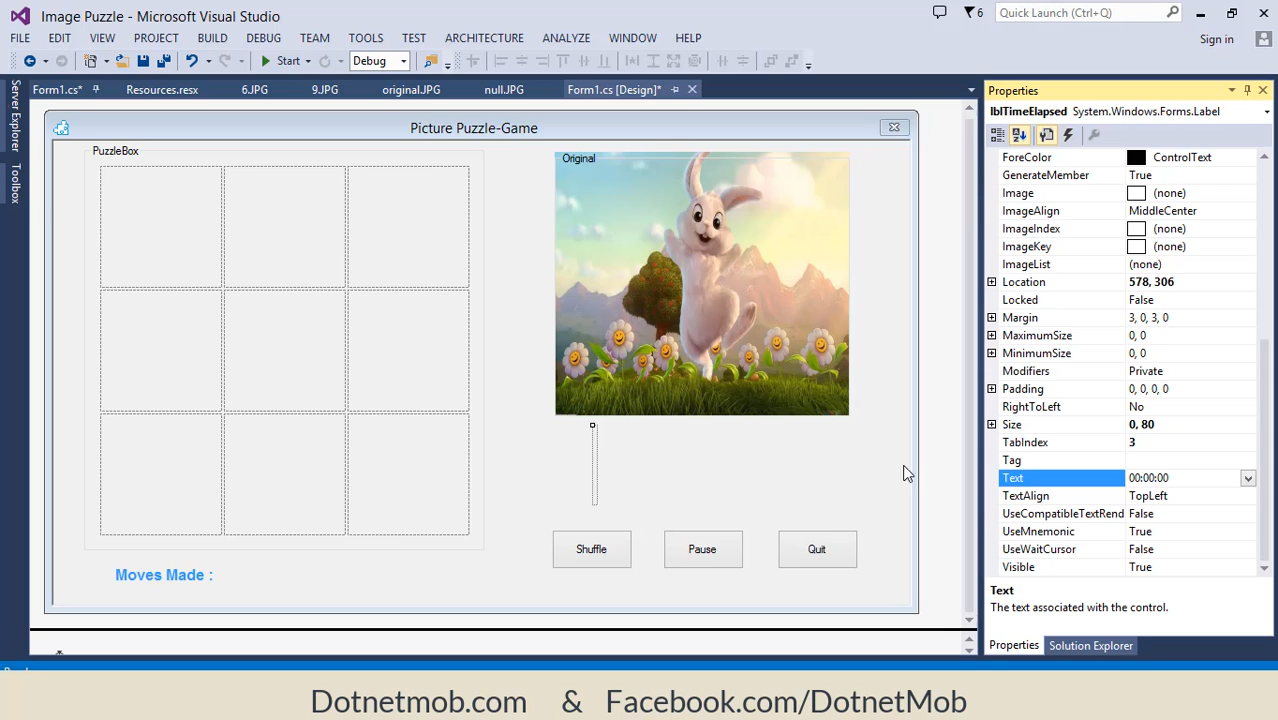 Image Puzzle - Microsoft Visual Studio
6
Quick Launch (Ctrl+Q)
FILE EDIT VIEW PROJECT BUILD DEBUG TEAM TOOLS TEST ARCHITECTURE ANALYZE WINDOW HELP
Sign in
Start Debug
Server Explorer
Toolbox
Form1.cs* Resources.resx 6.JPG 9.JPG original.JPG null.JPG Form1.cs [Design]*
Picture Puzzle-Game
PuzzleBox
Original
Shuffle Pause Quit
Moves Made :
Properties
lblTimeElapsed System.Windows.Forms.Label
ForeColor ControlText
GenerateMember True
Image (none)
ImageAlign MiddleCenter
ImageIndex (none)
ImageKey (none)
ImageList (none)
Location 578, 306
Locked False
Margin 3, 0, 3, 0
MaximumSize 0, 0
MinimumSize 0, 0
Modifiers Private
Padding 0, 0, 0, 0
RightToLeft No
Size 0, 80
TabIndex 3
Tag
Text 00:00:00
TextAlign TopLeft
UseCompatibleTextRend False
UseMnemonic True
UseWaitCursor False
Visible True
Text
The text associated with the control.
Properties Solution Explorer
Dotnetmob.com & Facebook.com/DotnetMob